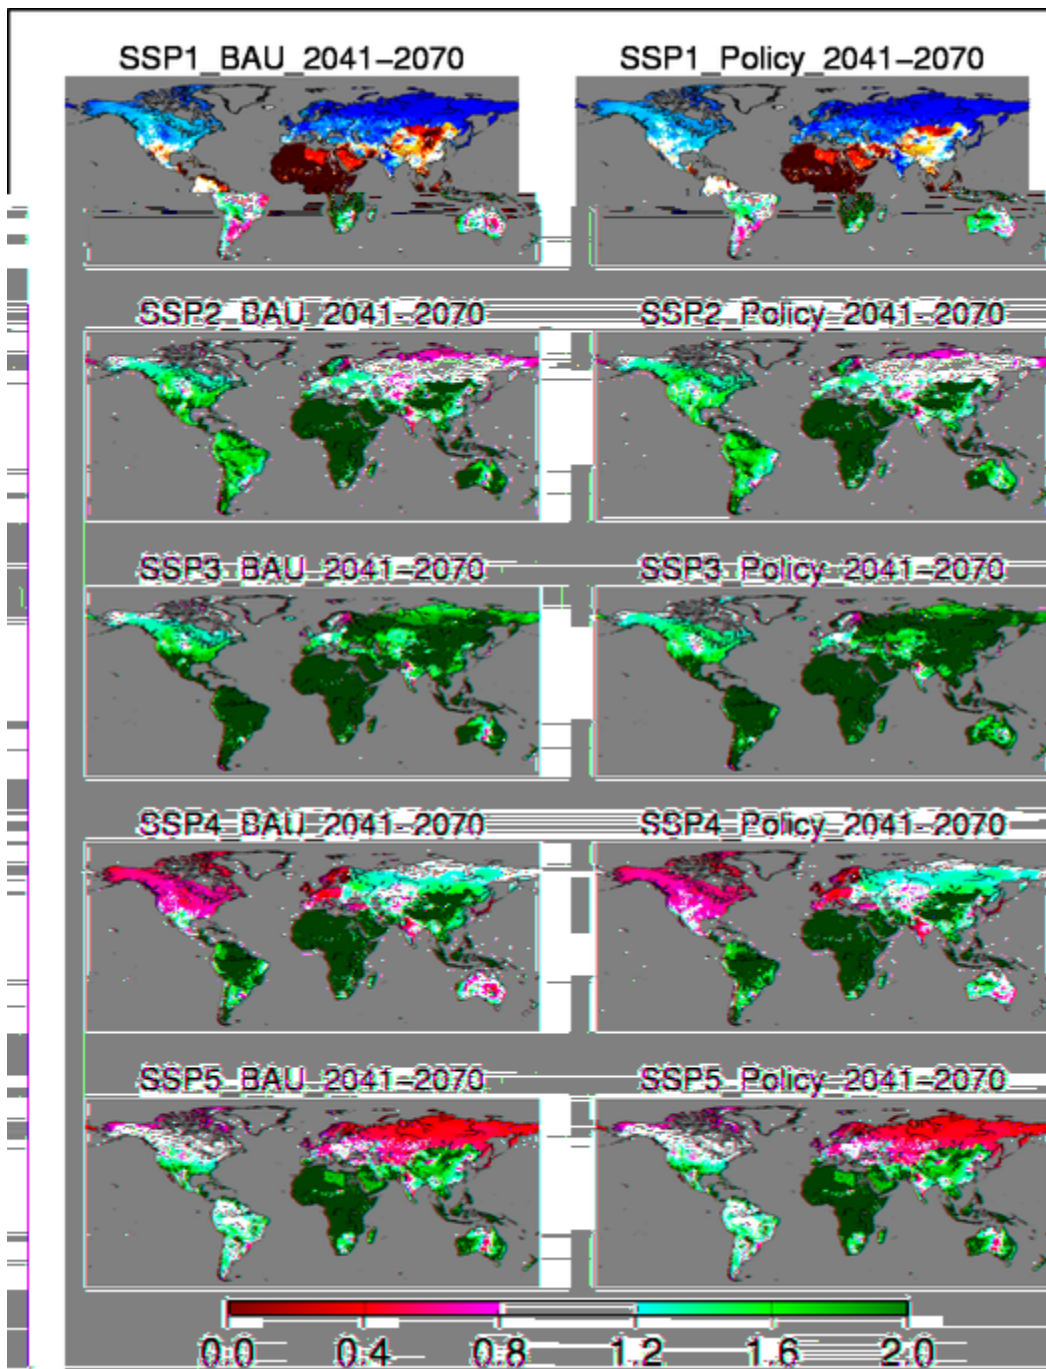 SSP1_BAU_2041-2070 SSP1_Policy_2041-2070
SSP2_BAU_2041-2070 SSP2_Policy_2041-2070
SSP3_BAU_2041-2070 SSP3_Policy_2041-2070
SSP4_BAU_2041-2070 SSP4_Policy_2041-2070
SSP5_BAU_2041-2070 SSP5_Policy_2041-2070
0.0 0.4 0.8 1.2 1.6 2.0